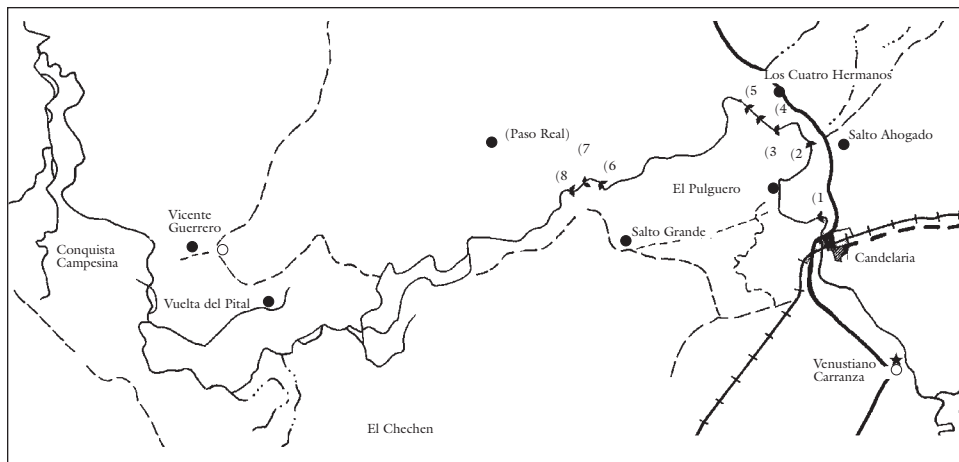 Los Cuatro Hermanos
(5
(4
(Paso Real)
Salto Ahogado
(3
(2
(7
(6
(8
El Pulguero
(1
Vicente
Guerrero
Salto Grande
Conquista
Campesina
Candelaria
Vuelta del Pital
Venustiano
Carranza
El Chechen